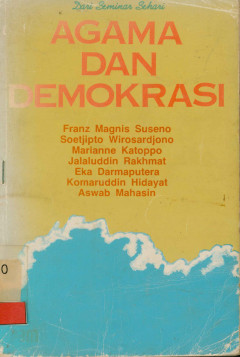 Dari Seminar Sehari
AGAMA
DAN
DEMOKRASI
Franz Magnis Suseno
Soetjipto Wirosardjono
Marianne Katoppo
Jalaluddin Rakhmat
Eka Darmaputera
Komaruddin Hidayat
Aswab Mahasin
O